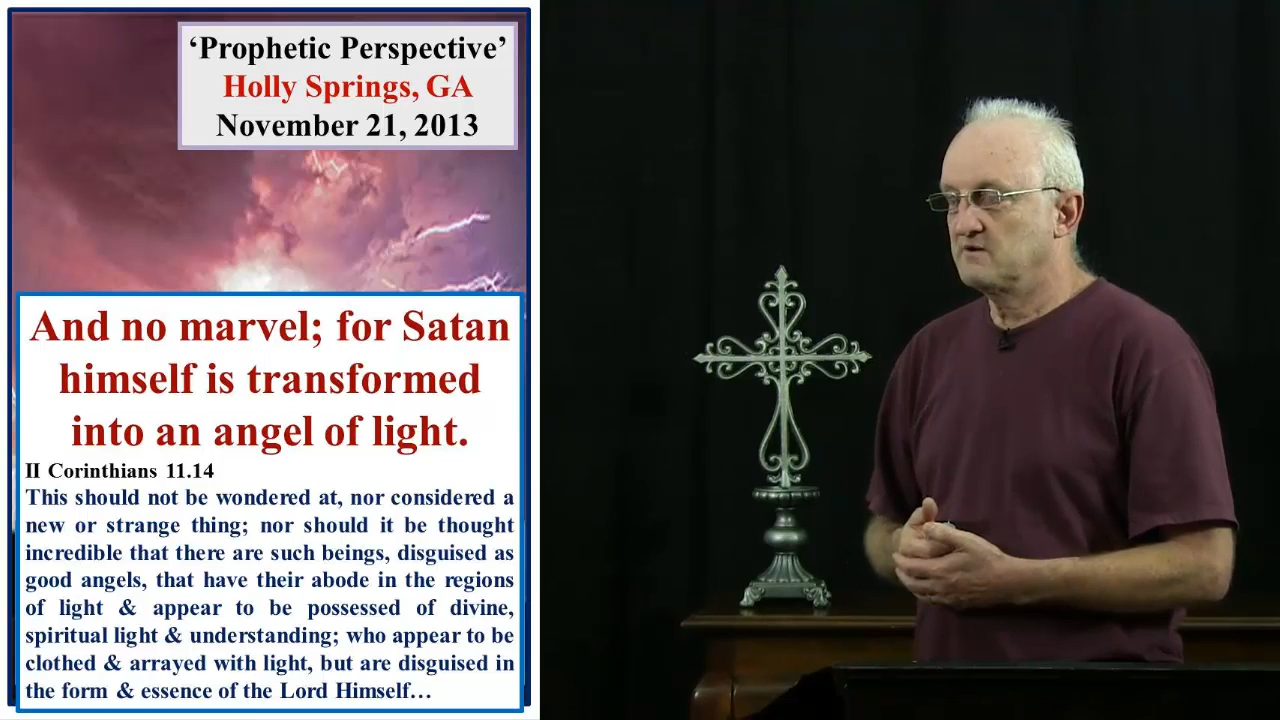 ‘Prophetic Perspective’
Holly Springs, GA
November 21, 2013
And no marvel; for Satan
himself is transformed
into an angel of light.
II Corinthians 11.14
This should not be wondered at, nor considered a
new or strange thing; nor should it be thought
incredible that there are such beings, disguised as
good angels, that have their abode in the regions
of light & appear to be possessed of divine,
spiritual light & understanding; who appear to be
clothed & arrayed with light, but are disguised in
the form & essence of the Lord Himself…